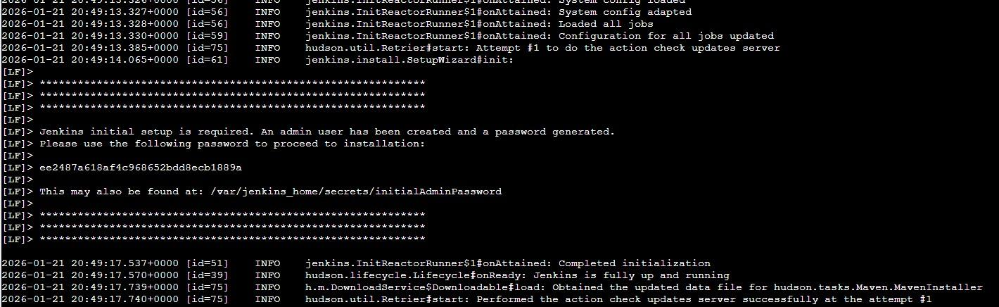 2026-01-21 20:49:13.326+0000 [id=56] INFO jenkins.InitReactorRunner$1#onAttained: System config loaded
2026-01-21 20:49:13.327+0000 [id=56] INFO jenkins.InitReactorRunner$1#onAttained: System config adapted
2026-01-21 20:49:13.328+0000 [id=56] INFO jenkins.InitReactorRunner$1#onAttained: Loaded all jobs
2026-01-21 20:49:13.330+0000 [id=59] INFO jenkins.InitReactorRunner$1#onAttained: Configuration for all jobs updated
2026-01-21 20:49:13.385+0000 [id=75] INFO hudson.util.Retrier#start: Attempt #1 to do the action check updates server
2026-01-21 20:49:14.065+0000 [id=61] INFO jenkins.install.SetupWizard#init:
[LF]>
[LF]> *************************************************************
[LF]> *************************************************************
[LF]> *************************************************************
[LF]>
[LF]> Jenkins initial setup is required. An admin user has been created and a password generated.
[LF]> Please use the following password to proceed to installation:
[LF]>
[LF]> ee2487a618af4c968652bdd8ecb1889a
[LF]>
[LF]> This may also be found at: /var/jenkins_home/secrets/initialAdminPassword
[LF]>
[LF]> *************************************************************
[LF]> *************************************************************
[LF]> *************************************************************
2026-01-21 20:49:17.537+0000 [id=51] INFO jenkins.InitReactorRunner$1#onAttained: Completed initialization
2026-01-21 20:49:17.570+0000 [id=39] INFO hudson.lifecycle.Lifecycle#onReady: Jenkins is fully up and running
2026-01-21 20:49:17.739+0000 [id=75] INFO h.m.DownloadService$Downloadable#load: Obtained the updated data file for hudson.tasks.Maven.MavenInstaller
2026-01-21 20:49:17.740+0000 [id=75] INFO hudson.util.Retrier#start: Performed the action check updates server successfully at the attempt #1